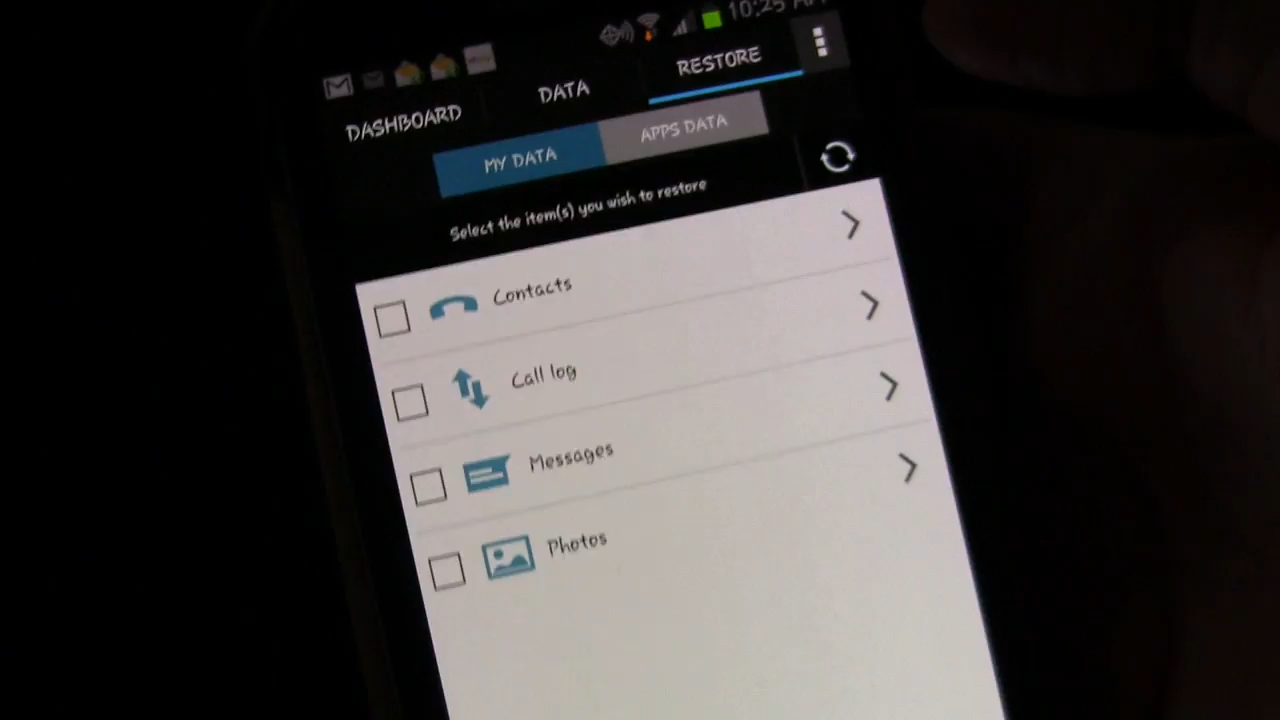 10:25 AM
DASHBOARD DATA RESTORE
MY DATA APPS DATA
Select the item(s) you wish to restore
Contacts
Call log
Messages
Photos